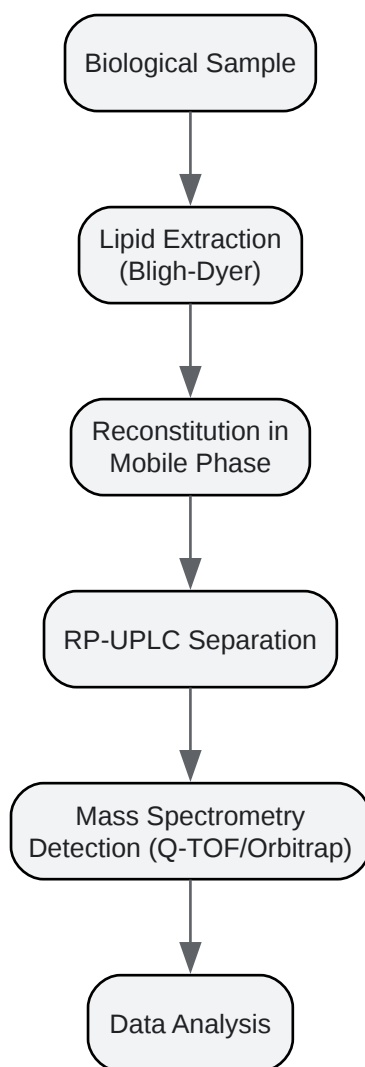 Biological Sample
Lipid Extraction
(Bligh-Dyer)
Reconstitution in
Mobile Phase
RP-UPLC Separation
Mass Spectrometry
Detection (Q-TOF/Orbitrap)
Data Analysis